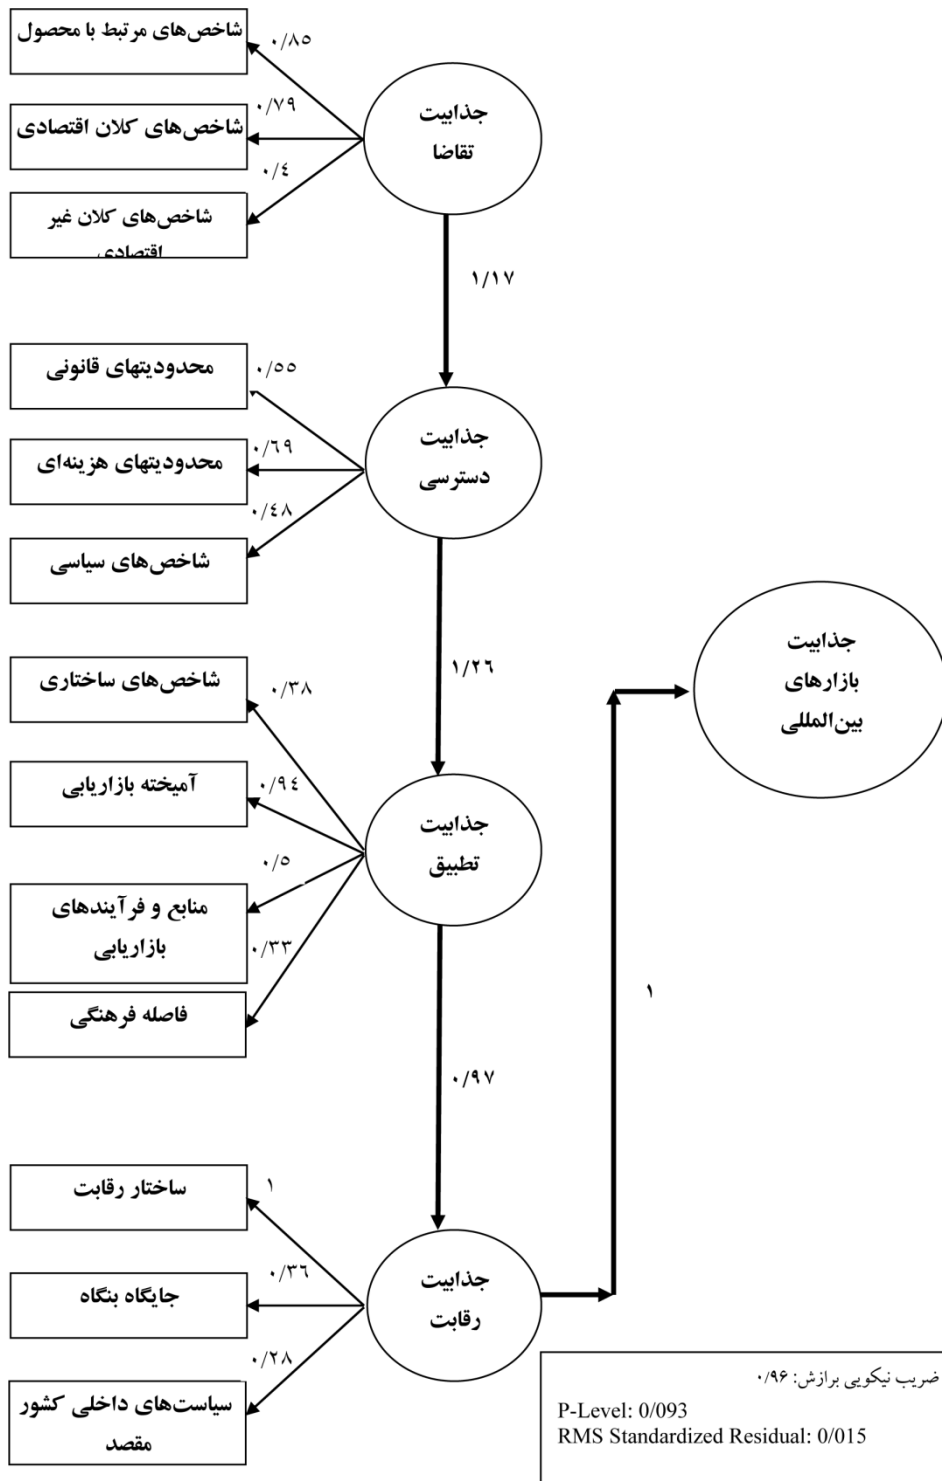 شاخص‌های مرتبط با محصول
۰/۸۵
شاخص‌های کلان اقتصادی
۰/۷۹
شاخص‌های کلان غیر
اقتصادی
۰/٤
جذابیت
تقاضا
۱/۱۷
محدودیتهای قانونی
۰/٥٥
محدودیتهای هزینه‌ای
۰/٦۹
شاخص‌های سیاسی
۰/٤۸
جذابیت
دسترسی
۱/۲٦
شاخص‌های ساختاری
۰/۳۸
آمیخته بازاریابی
۰/۹٤
منابع و فرآیندهای
بازاریابی
۰/٥
فاصله فرهنگی
۰/۳۳
جذابیت
تطبیق
۰/۹۷
ساختار رقابت
۱
جایگاه بنگاه
۰/۳٦
سیاست‌های داخلی کشور
مقصد
۰/۲۸
جذابیت
رقابت
۱
جذابیت
بازارهای
بین‌المللی
ضریب نیکویی برازش: ۰/۹۶
P-Level: 0/093
RMS Standardized Residual: 0/015